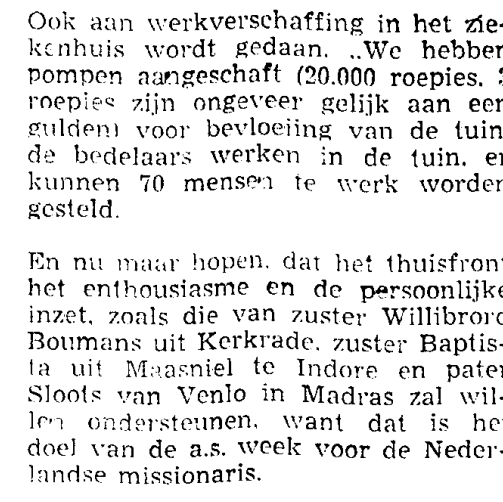 Ook aan werkverschaffing in het zie-
kenhuis wordt gedaan. „We hebben
pompen aangeschaft (20.000 roepies.
roepies zijn ongeveer gelijk aan een
gulden) voor bevloeiing van de tuin
de bedelaars werken in de tuin. er
kunnen 70 mensen te werk worden
gesteld.

En nu maar hopen. dat het thuisfront
het enthousiasme en de persoonlijke
inzet, zoals die van zuster Willibrord
Boumans uit Kerkrade. zuster Baptis-
ta uit Maasniel te Indore en pater
Sloots van Venlo in Madras zal wil-
len ondersteunen, want dat is het
doel van de a.s. week voor de Neder-
landse missionaris.